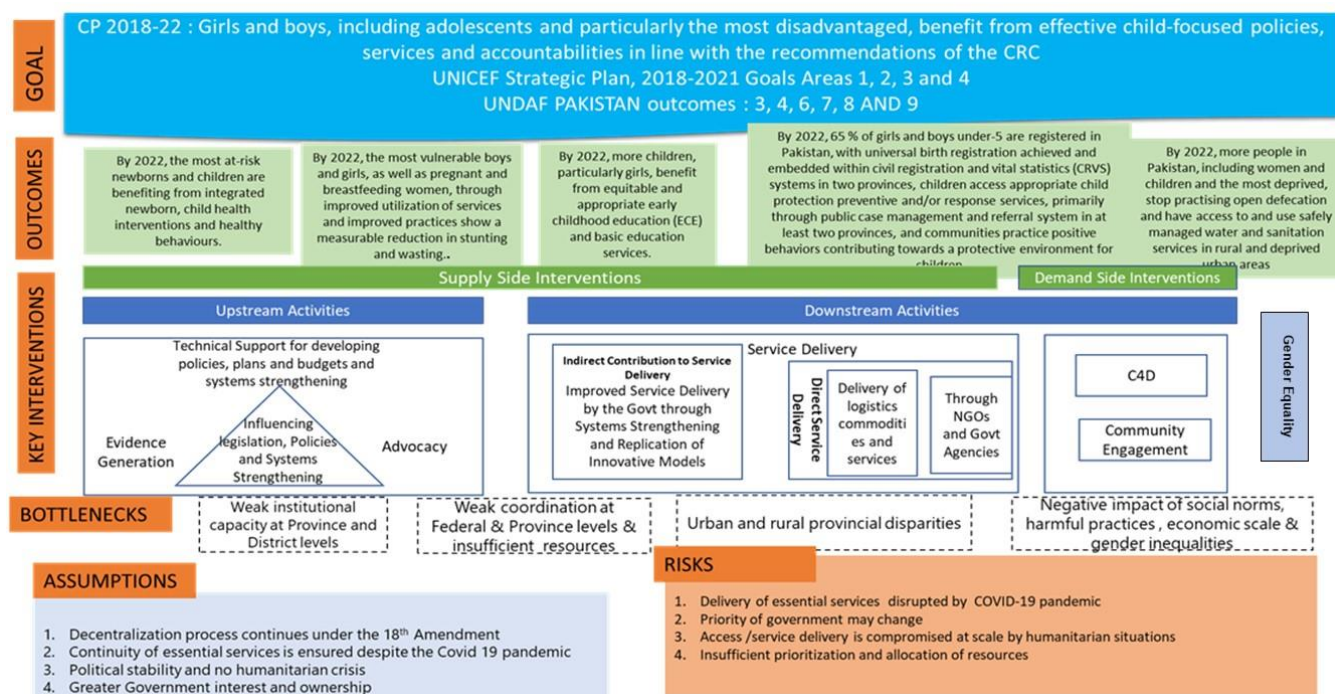 GOAL
CP 2018-22 : Girls and boys, including adolescents and particularly the most disadvantaged, benefit from effective child-focused policies,
services and accountabilities in line with the recommendations of the CRC
UNICEF Strategic Plan, 2018-2021 Goals Areas 1, 2, 3 and 4
UNDAF PAKISTAN outcomes : 3, 4, 6, 7, 8 AND 9
OUTCOMES
By 2022, the most at-risk
newborns and children are
benefiting from integrated
newborn, child health
interventions and healthy
behaviours.
By 2022, the most vulnerable boys
and girls, as well as pregnant and
breastfeeding women, through
improved utilization of services
and improved practices show a
measurable reduction in stunting
and wasting..
By 2022, more children,
particularly girls, benefit
from equitable and
appropriate early
childhood education (ECE)
and basic education
services.
By 2022, 65 % of girls and boys under-5 are registered in
Pakistan, with universal birth registration achieved and
embedded within civil registration and vital statistics (CRVS)
systems in two provinces, children access appropriate child
protection preventive and/or response services, primarily
through public case management and referral system in at
least two provinces, and communities practice positive
behaviors contributing towards a protective environment for
children
By 2022, more people in
Pakistan, including women and
children and the most deprived,
stop practising open defecation
and have access to and use safely
managed water and sanitation
services in rural and deprived
urban areas
KEY INTERVENTIONS
Supply Side Interventions
Demand Side Interventions
Upstream Activities
Downstream Activities
Technical Support for developing
policies, plans and budgets and
systems strengthening
Influencing
legislation, Policies
and Systems
Strengthening
Evidence
Generation
Advocacy
Service Delivery
Indirect Contribution to Service
Delivery
Improved Service Delivery
by the Govt through
Systems Strengthening
and Replication of
Innovative Models
Direct Service
Delivery
Delivery of
logistics
commoditi
es and
services
Through
NGOs
and Govt
Agencies
C4D
Community
Engagement
Gender Equality
BOTTLENECKS
Weak institutional
capacity at Province and
District levels
Weak coordination at
Federal & Province levels &
insufficient resources
Urban and rural provincial disparities
Negative impact of social norms,
harmful practices , economic scale &
gender inequalities
ASSUMPTIONS
1. Decentralization process continues under the 18th Amendment
2. Continuity of essential services is ensured despite the Covid 19 pandemic
3. Political stability and no humanitarian crisis
4. Greater Government interest and ownership
RISKS
1. Delivery of essential services disrupted by COVID-19 pandemic
2. Priority of government may change
3. Access /service delivery is compromised at scale by humanitarian situations
4. Insufficient prioritization and allocation of resources